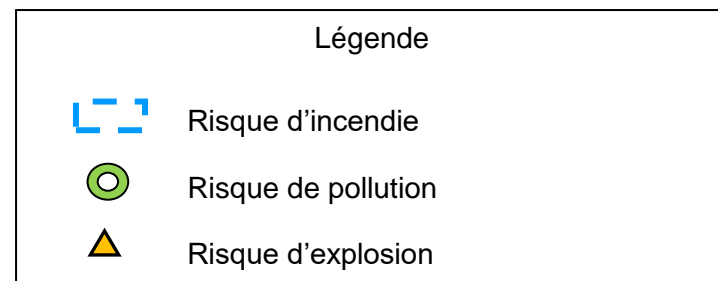 Légende
Risque d’incendie
Risque de pollution
Risque d’explosion